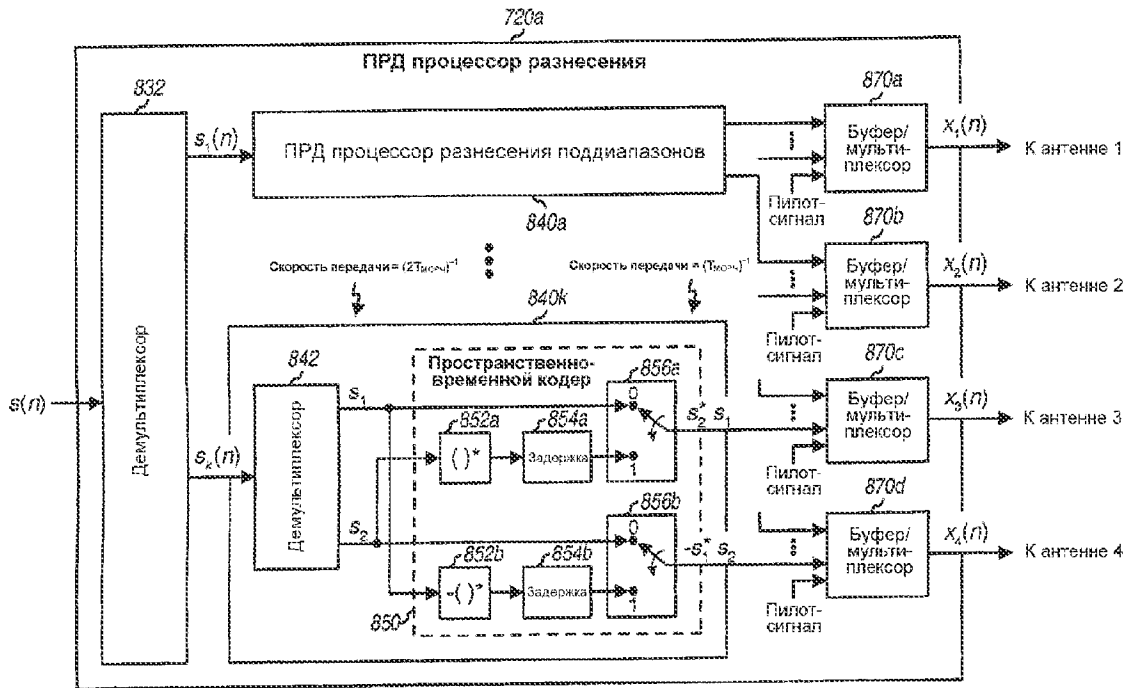 720a
ПРД процессор разнесения
832
Демультиплексор
s(n)
s₁(n)
sₖ(n)
ПРД процессор разнесения поддиапазонов
840a
Скорость передачи = (2T_МОРЧ)⁻¹
Скорость передачи = (T_МОРЧ)⁻¹
840k
842
Демультиплексор
s₁
s₂
Пространственно-
временной кодер
850
852a
( )*
854a
Задержка
856a
0
1
s₂* s₁
852b
-( )*
854b
Задержка
856b
0
1
-s₁* s₂
870a
Буфер/
мульти-
плексор
Пилот-
сигнал
x₁(n)
К антенне 1
870b
Буфер/
мульти-
плексор
Пилот-
сигнал
x₂(n)
К антенне 2
870c
Буфер/
мульти-
плексор
Пилот-
сигнал
x₃(n)
К антенне 3
870d
Буфер/
мульти-
плексор
Пилот-
сигнал
x₄(n)
К антенне 4